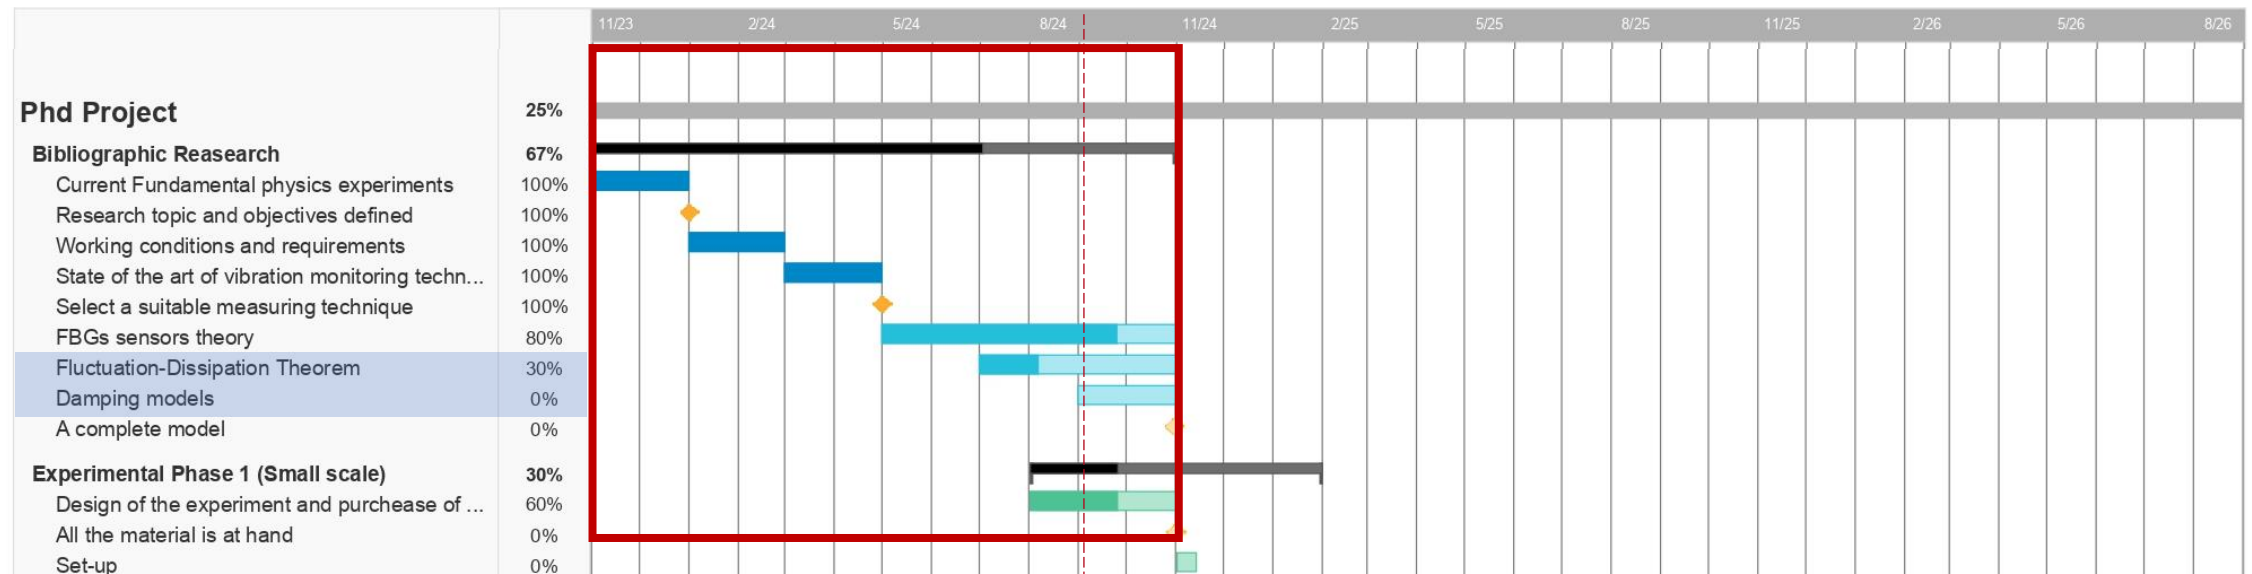 11/23 2/24 5/24 8/24 11/24 2/25 5/25 8/25 11/25 2/26 5/26 8/26
Phd Project 25%
Bibliographic Reasearch 67%
Current Fundamental physics experiments 100%
Research topic and objectives defined 100%
Working conditions and requirements 100%
State of the art of vibration monitoring techn... 100%
Select a suitable measuring technique 100%
FBGs sensors theory 80%
Fluctuation-Dissipation Theorem 30%
Damping models 0%
A complete model 0%
Experimental Phase 1 (Small scale) 30%
Design of the experiment and purchease of ... 60%
All the material is at hand 0%
Set-up 0%